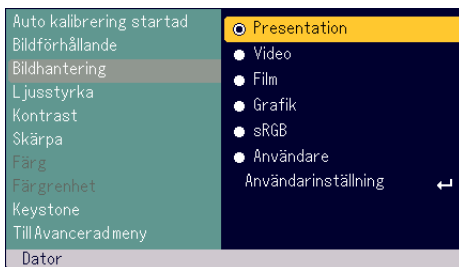 Auto kalibrering startad
Bildförhållande
Bildhantering
Ljusstyrka
Kontrast
Skärpa
Färg
Färgrenhet
Keystone
Till Avancerad meny
Dator
Presentation
Video
Film
Grafik
sRGB
Användare
Användarinställning